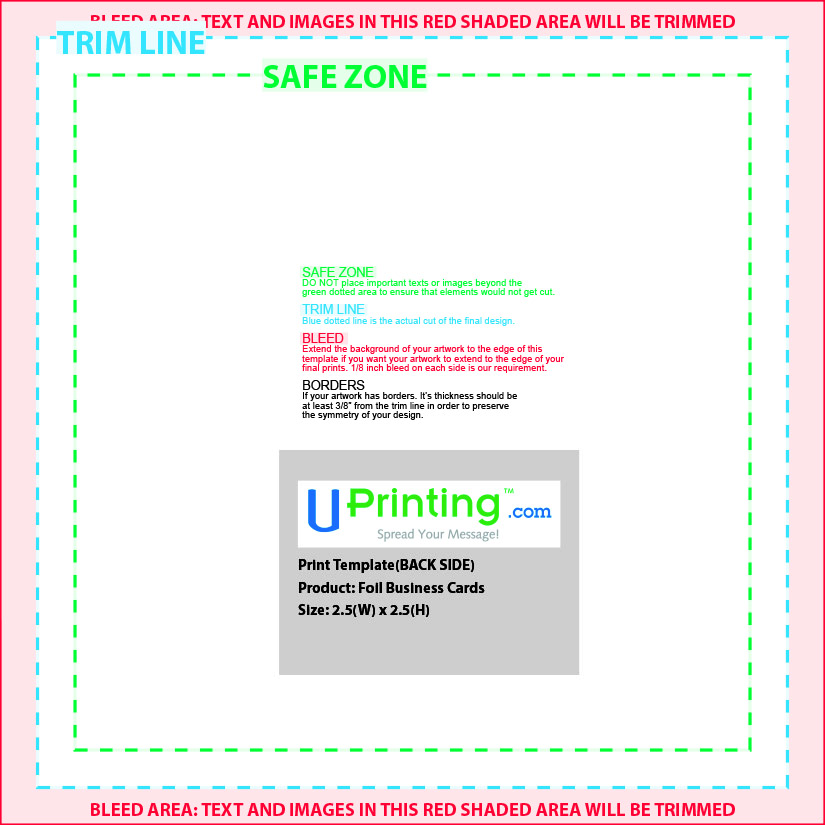 BLEED AREA: TEXT AND IMAGES IN THIS RED SHADED AREA WILL BE TRIMMED
TRIM LINE
SAFE ZONE
SAFE ZONE
DO NOT place important texts or images beyond the
green dotted area to ensure that elements would not get cut.
TRIM LINE
Blue dotted line is the actual cut of the final design.
BLEED
Extend the background of your artwork to the edge of this
template if you want your artwork to extend to the edge of your
final prints. 1/8 inch bleed on each side is our requirement.
BORDERS
If your artwork has borders. It's thickness should be
at least 3/8" from the trim line in order to preserve
the symmetry of your design.
UPrinting™.com
Spread Your Message!
Print Template(BACK SIDE)
Product: Foil Business Cards
Size: 2.5(W) x 2.5(H)
BLEED AREA: TEXT AND IMAGES IN THIS RED SHADED AREA WILL BE TRIMMED